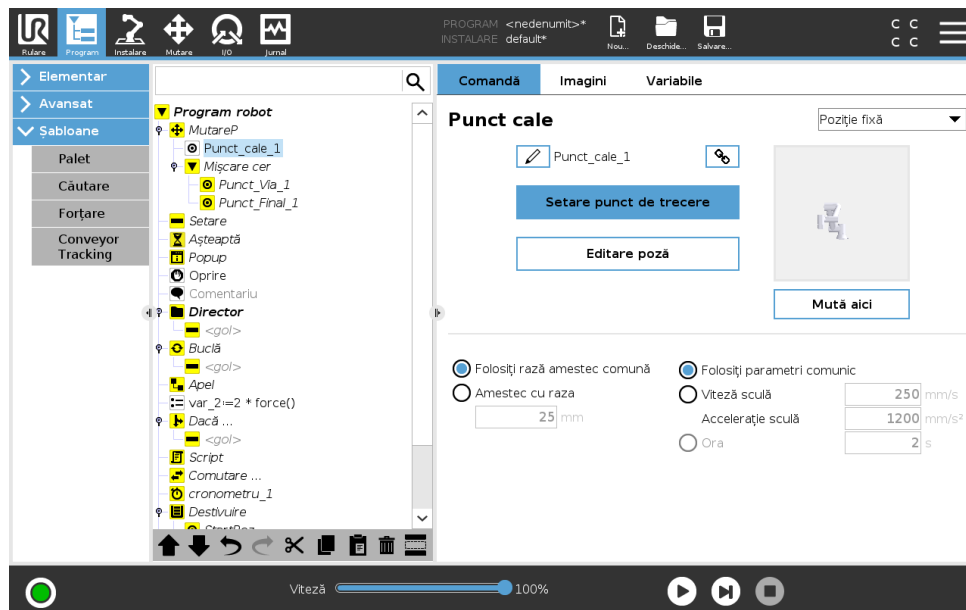 PROGRAM <nedenumit>*
INSTALARE default*
Rulare
Program
Instalare
Mutare
I/O
Jurnal
Nou...
Deschide...
Salvare...
C C
C C
Elementar
Avansat
Șabloane
Palet
Căutare
Forțare
Conveyor
Tracking
Program robot
MutareP
Punct_cale_1
Mișcare cer
Punct_Via_1
Punct_Final_1
Setare
Așteaptă
Popup
Oprire
Comentariu
Director
<gol>
Buclă
<gol>
Apel
var_2≔2 * force()
Dacă ...
<gol>
Script
Comutare ...
cronometru_1
Destivuire
Comandă
Imagini
Variabile
Punct cale
Poziție fixă
Punct_cale_1
Setare punct de trecere
Editare poză
Mută aici
Folosiți rază amestec comună
Amestec cu raza
25 mm
Folosiți parametri comunic
Viteză sculă
250 mm/s
Accelerație sculă
1200 mm/s²
Ora
2 s
Viteză
100%